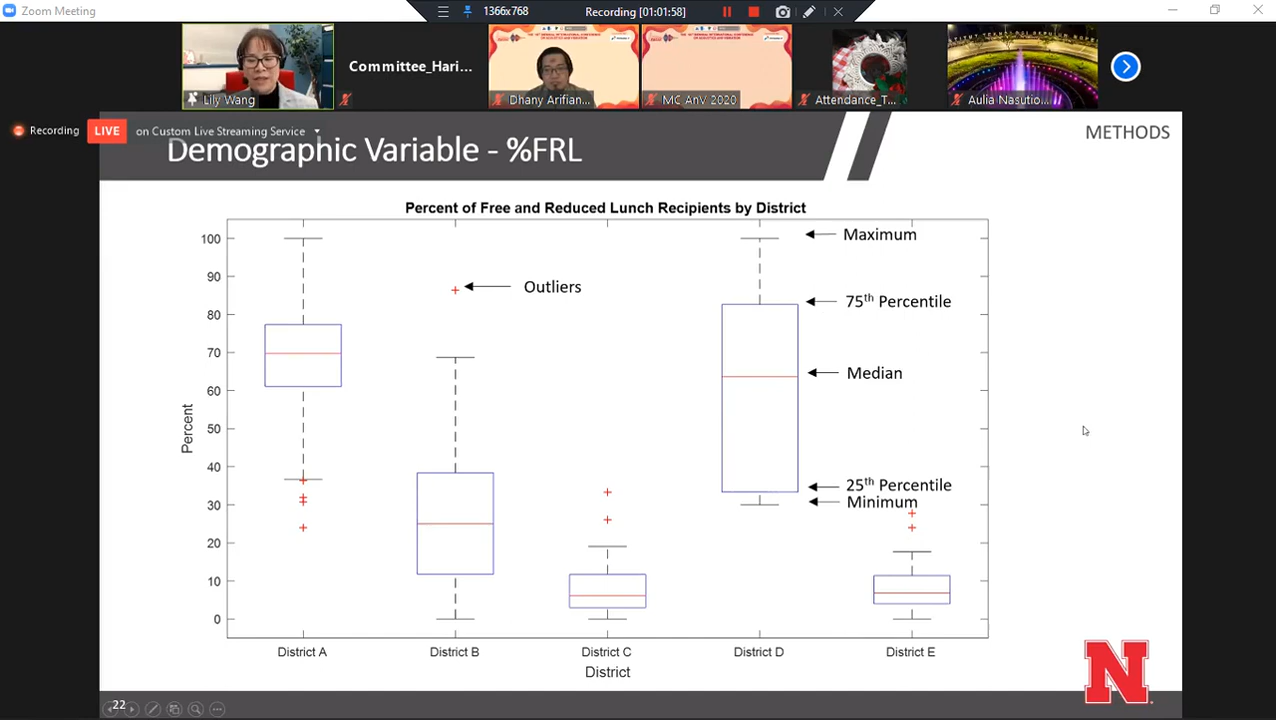 Zoom Meeting
1366x768
Recording [01:01:58]
Lily Wang
Committee_Hari...
Dhany Arifian...
MC AnV 2020
Attendance_T...
Aulia Nasutio...
Recording
LIVE
on Custom Live Streaming Service
METHODS
Demographic Variable - %FRL
Percent of Free and Reduced Lunch Recipients by District
100
90
80
70
60
50
40
30
20
10
0
Percent
Outliers
Maximum
75th Percentile
Median
25th Percentile
Minimum
District A
District B
District C
District D
District E
District
N
22